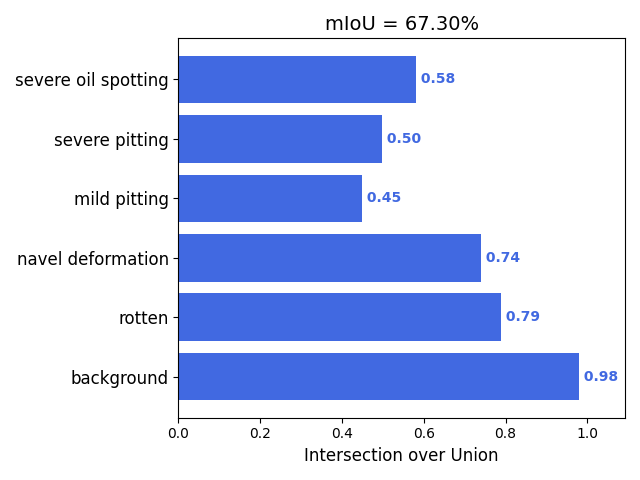 mIoU = 67.30%
severe oil spotting 0.58
severe pitting 0.50
mild pitting 0.45
navel deformation 0.74
rotten 0.79
background 0.98
0.0 0.2 0.4 0.6 0.8 1.0
Intersection over Union